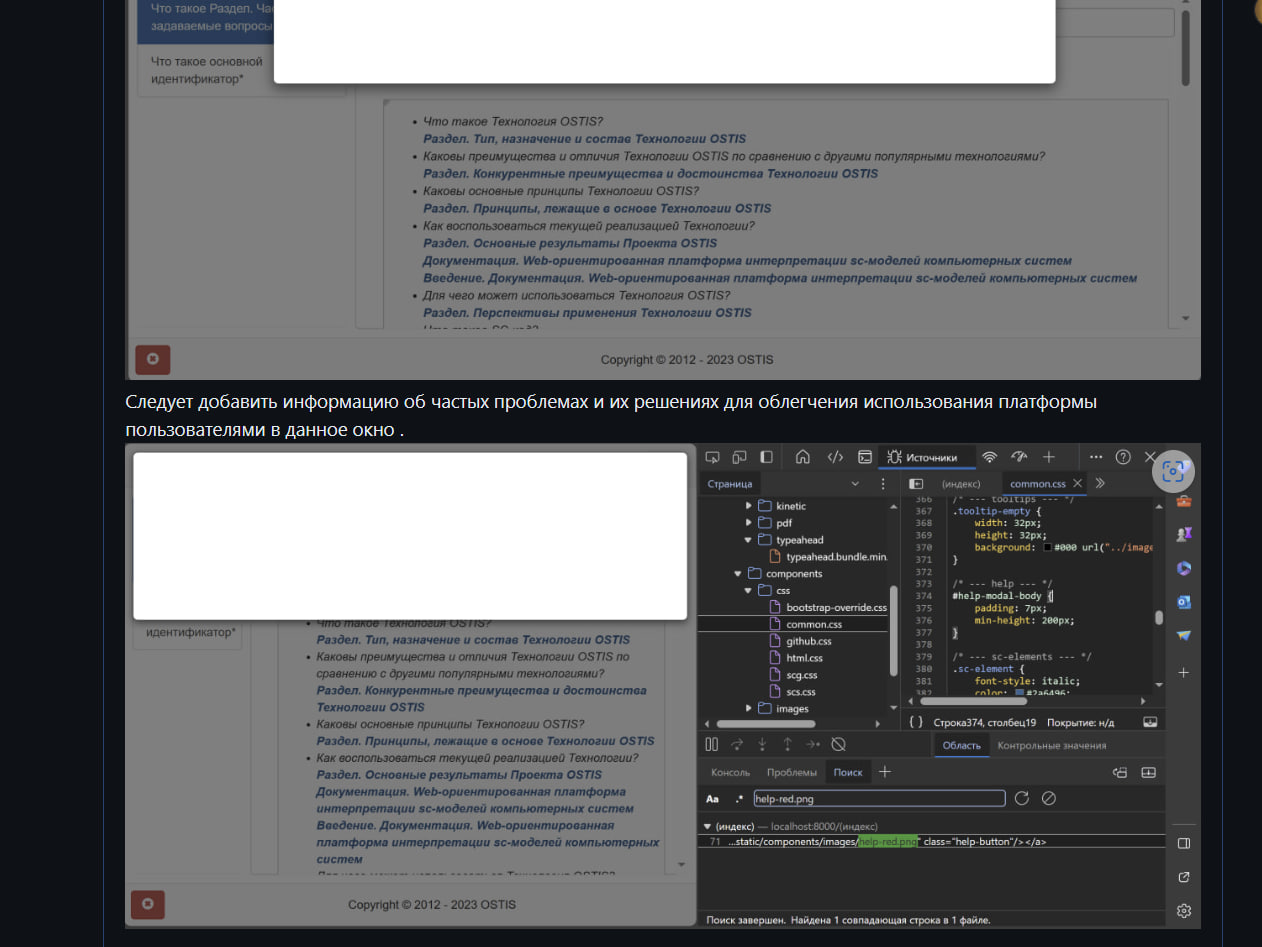 Что такое Раздел. Ча
задаваемые вопросы
Что такое основной
идентификатор*
• Что такое Технология OSTIS?
Раздел. Тип, назначение и состав Технологии OSTIS
• Каковы преимущества и отличия Технологии OSTIS по сравнению с другими популярными технологиями?
Раздел. Конкурентные преимущества и достоинства Технологии OSTIS
• Каковы основные принципы Технологии OSTIS?
Раздел. Принципы, лежащие в основе Технологии OSTIS
• Как воспользоваться текущей реализацией Технологии?
Раздел. Основные результаты Проекта OSTIS
Документация. Web-ориентированная платформа интерпретации sc-моделей компьютерных систем
Введение. Документация. Web-ориентированная платформа интерпретации sc-моделей компьютерных систем
• Для чего может использоваться Технология OSTIS?
Раздел. Перспективы применения Технологии OSTIS
Copyright © 2012 - 2023 OSTIS
Следует добавить информацию об частых проблемах и их решениях для облегчения использования платформы
пользователями в данное окно .
идентификатор*
• Что такое Технология OSTIS?
Раздел. Тип, назначение и состав Технологии OSTIS
• Каковы преимущества и отличия Технологии OSTIS по
сравнению с другими популярными технологиями?
Раздел. Конкурентные преимущества и достоинства
Технологии OSTIS
• Каковы основные принципы Технологии OSTIS?
Раздел. Принципы, лежащие в основе Технологии OSTIS
• Как воспользоваться текущей реализацией Технологии?
Раздел. Основные результаты Проекта OSTIS
Документация. Web-ориентированная платформа
интерпретации sc-моделей компьютерных систем
Введение. Документация. Web-ориентированная
платформа интерпретации sc-моделей компьютерных
систем
Copyright © 2012 - 2023 OSTIS
Источники
Страница
kinetic
pdf
typeahead
typeahead.bundle.min.
components
css
bootstrap-override.css
common.css
github.css
html.css
scg.css
scs.css
images
(индекс) common.css
366 /* --- tooltips --- */
367 .tooltip-empty {
368 width: 32px;
369 height: 32px;
370 background: #000 url("../image
371 }
372
373 /* --- help --- */
374 #help-modal-body {
375 padding: 7px;
376 min-height: 200px;
377 }
378
379 /* --- sc-elements --- */
380 .sc-element {
381 font-style: italic;
382 color: #2a6496;
{ } Строка374, столбец19 Покрытие: н/д
Область Контрольные значения
Консоль Проблемы Поиск
Aa .* help-red.png
(индекс) — localhost:8000/(индекс)
71 ...static/components/images/help-red.png" class="help-button"/></a>
Поиск завершен. Найдена 1 совпадающая строка в 1 файле.